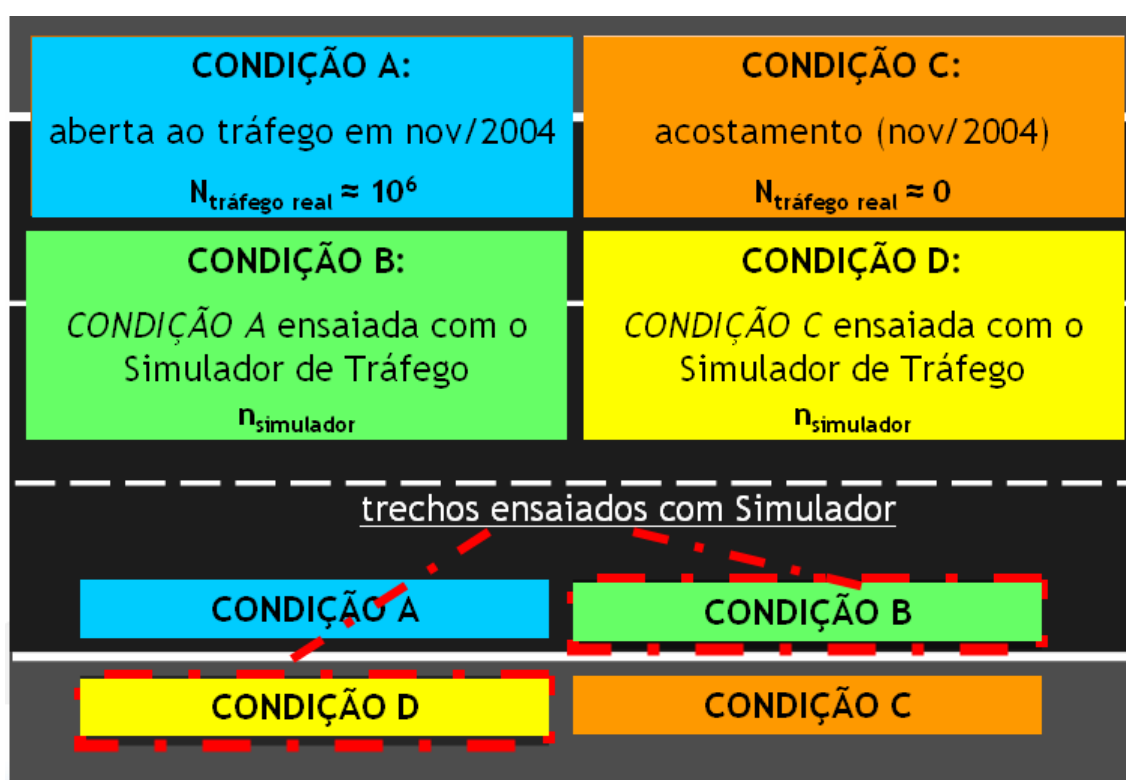 CONDIÇÃO A:
aberta ao tráfego em nov/2004
Ntráfego real ≈ 10⁶
CONDIÇÃO C:
acostamento (nov/2004)
Ntráfego real ≈ 0
CONDIÇÃO B:
CONDIÇÃO A ensaiada com o
Simulador de Tráfego
nsimulador
CONDIÇÃO D:
CONDIÇÃO C ensaiada com o
Simulador de Tráfego
nsimulador
trechos ensaiados com Simulador
CONDIÇÃO A
CONDIÇÃO B
CONDIÇÃO D
CONDIÇÃO C